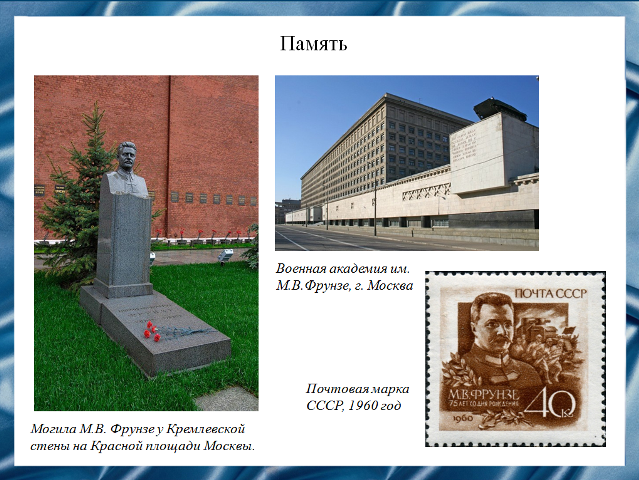 Память
Военная академия им.
М.В. Фрунзе, г. Москва
ПОЧТА СССР
Почтовая марка
СССР, 1960 год
М.В.ФРУНЗЕ
75 ЛЕТ СО ДНЯ РОЖДЕНИЯ
1960
40 К
Могила М.В. Фрунзе у Кремлевской
стены на Красной площади Москвы.